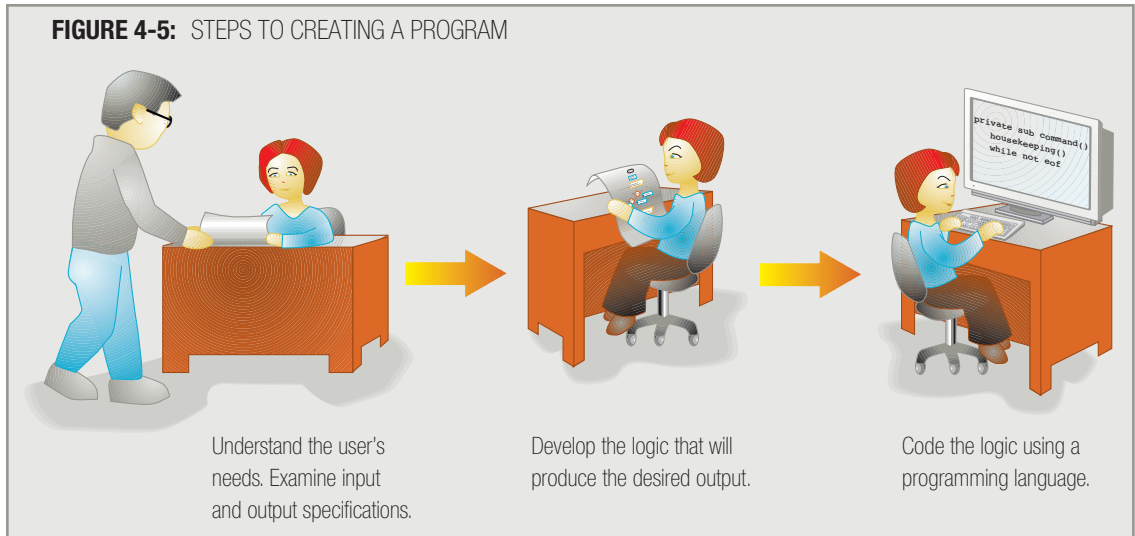 FIGURE 4-5: STEPS TO CREATING A PROGRAM
private sub command()
housekeeping()
while not eof
Understand the user's
needs. Examine input
and output specifications.
Develop the logic that will
produce the desired output.
Code the logic using a
programming language.